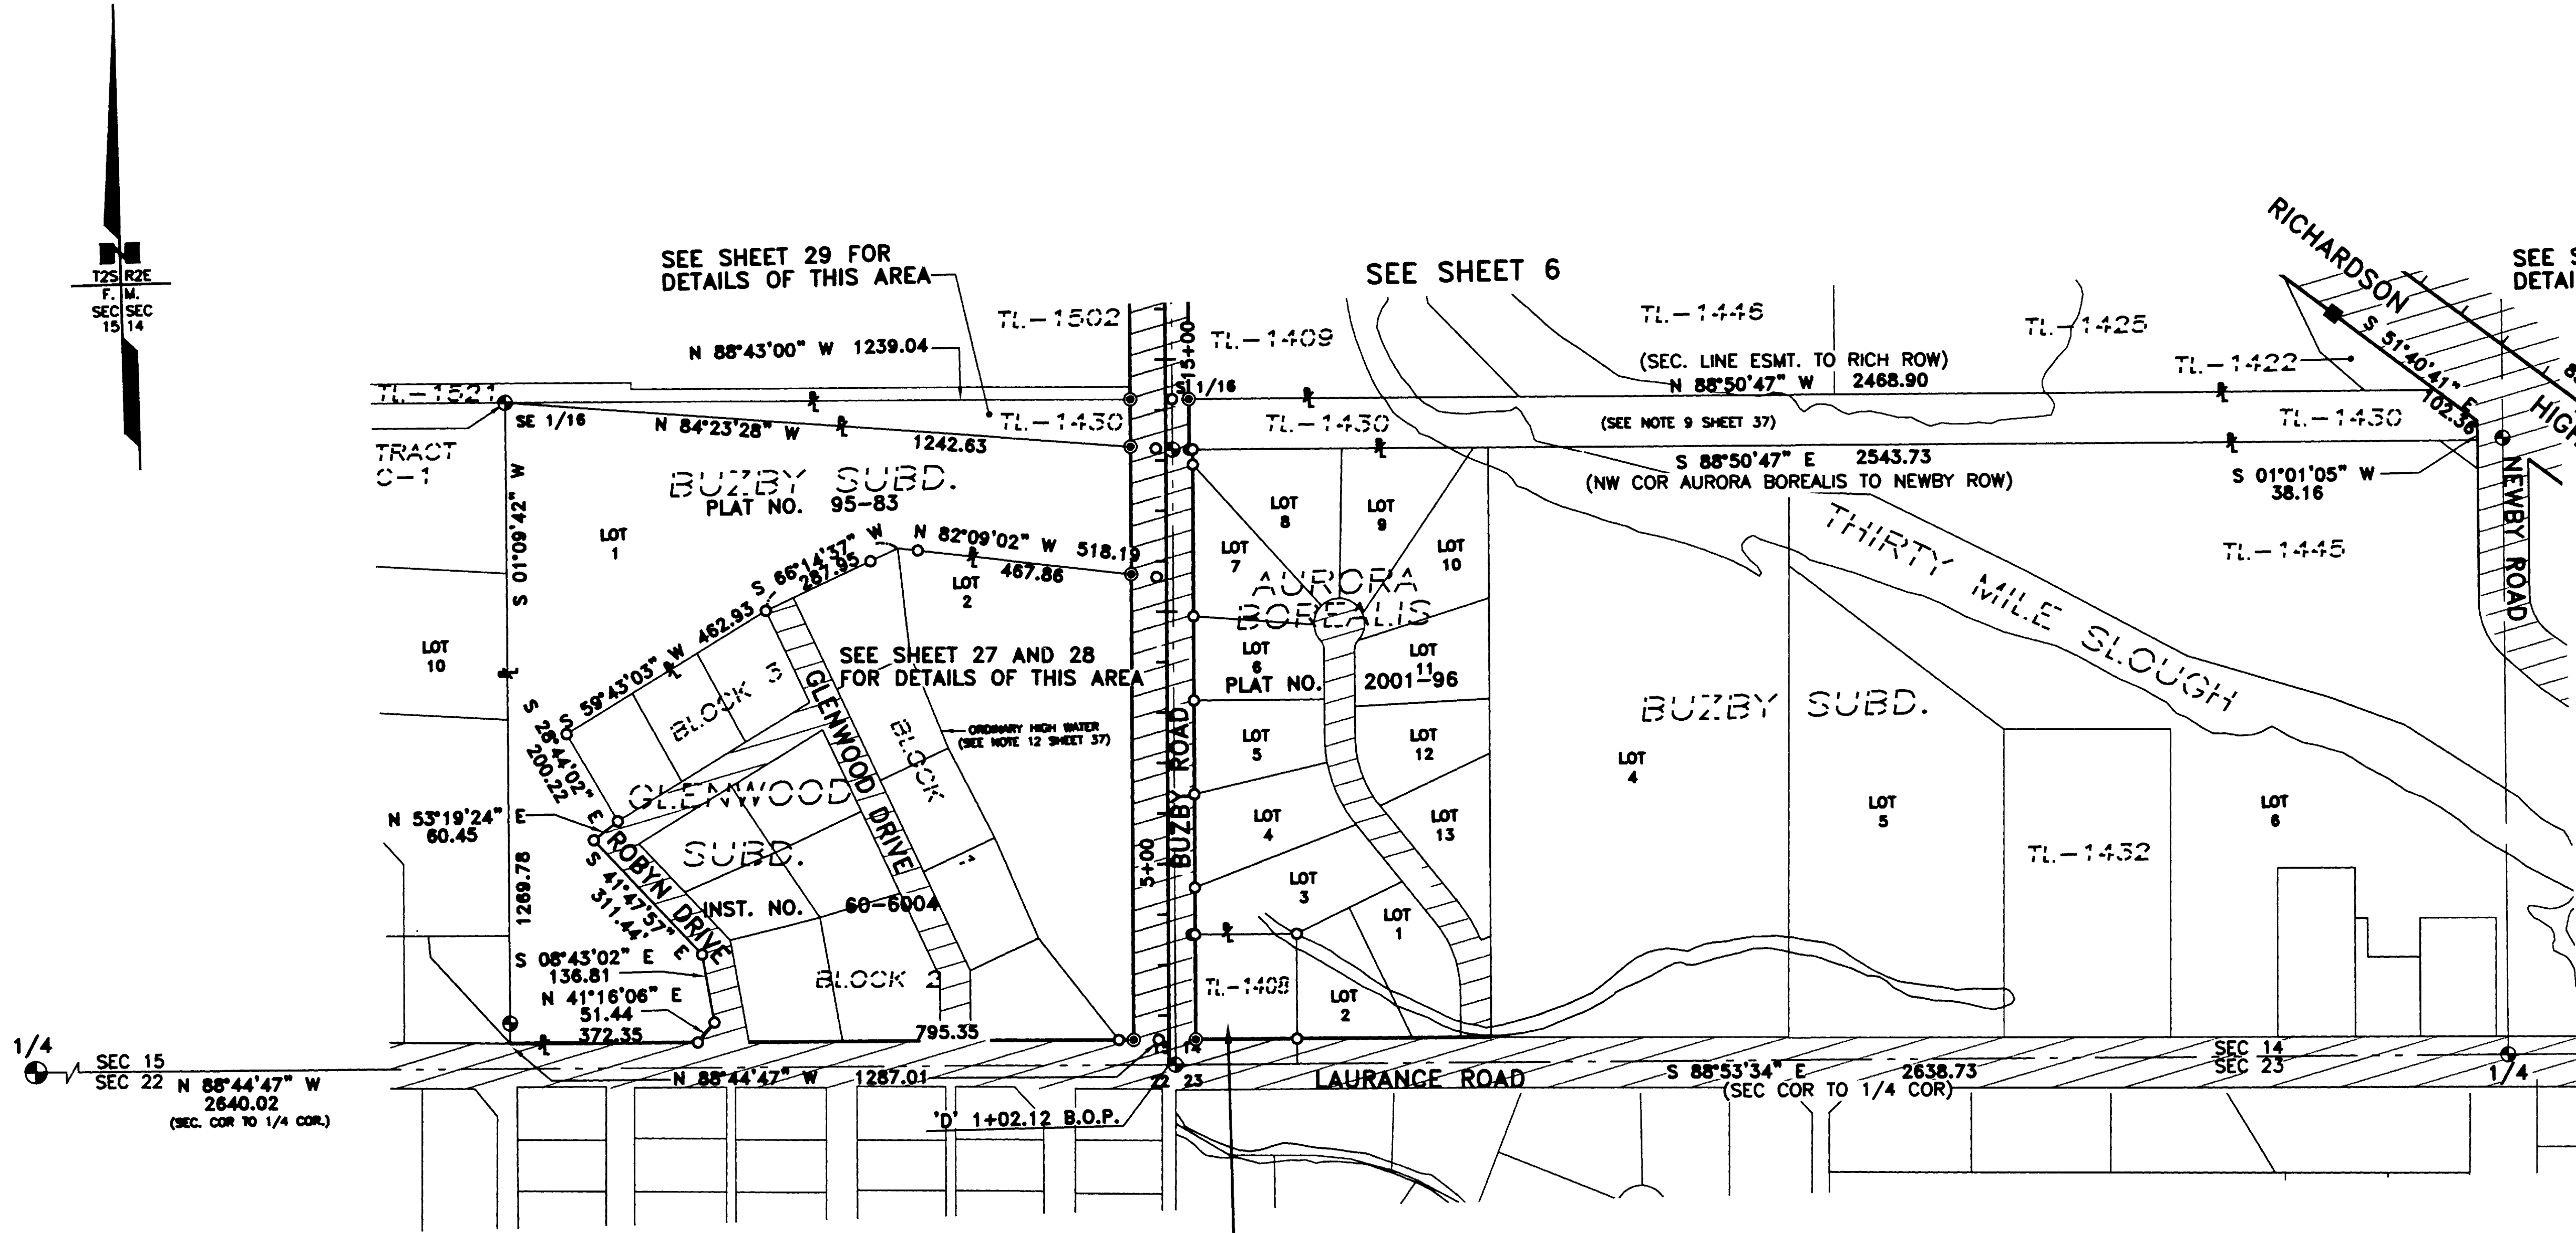 N
T2S R2E
F. M.
SEC SEC
15 14
SEE SHEET 29 FOR
DETAILS OF THIS AREA
SEE SHEET 6
RICHARDSON
SEE S
DETAI
TL-1502
15+00
TL-1409
TL-1446
TL-1425
S 51°40'41" E
102.36
N 88°43'00" W 1239.04
(SEC. LINE ESMT. TO RICH ROW)
N 88°50'47" W 2468.90
TL-1422
HIGH
TL-1521
S 1/16
SE 1/16
N 84°23'28" W
1242.63
TL-1430
TL-1430
(SEE NOTE 9 SHEET 37)
TL-1430
TRACT
C-1
S 88°50'47" E 2543.73
(NW COR AURORA BOREALIS TO NEWBY ROW)
S 01°01'05" W
38.16
BUZBY SUBD.
PLAT NO. 95-83
S 01°09'42" W
1269.78
LOT
1
LOT
8
LOT
9
LOT
7
LOT
10
THIRTY MILE SLOUGH
NEWBY ROAD
TL-1445
S 66°14'37" W
287.95
N 82°09'02" W 518.19
467.86
LOT
2
AURORA
BOREALIS
S 59°43'03" W 462.93
LOT
10
SEE SHEET 27 AND 28
FOR DETAILS OF THIS AREA
LOT
6
LOT
11
PLAT NO. 2001-96
BLOCK 3
GLENWOOD DRIVE
BLOCK 1
ORDINARY HIGH WATER
(SEE NOTE 12 SHEET 37)
BUZBY ROAD
LOT
5
LOT
12
BUZBY SUBD.
LOT
4
S 28°44'02" E
200.22
GLENWOOD
SUBD.
INST. NO. 60-6004
N 53°19'24" E
60.45
ROBYN DRIVE
S 41°47'57" E
311.44'
5+00
LOT
4
LOT
13
LOT
5
LOT
6
TL-1432
LOT
3
LOT
1
S 08°43'02" E
136.81
N 41°16'06" E
51.44
BLOCK 2
TL-1408
LOT
2
372.35
795.35
1/4
SEC 15
SEC 22
N 88°44'47" W
2640.02
(SEC. COR TO 1/4 COR.)
N 88°44'47" W 1287.01
15 14
22 23
LAURANCE ROAD
S 88°53'34" E 2638.73
(SEC COR TO 1/4 COR)
SEC 14
SEC 23
1/4
'D' 1+02.12 B.O.P.